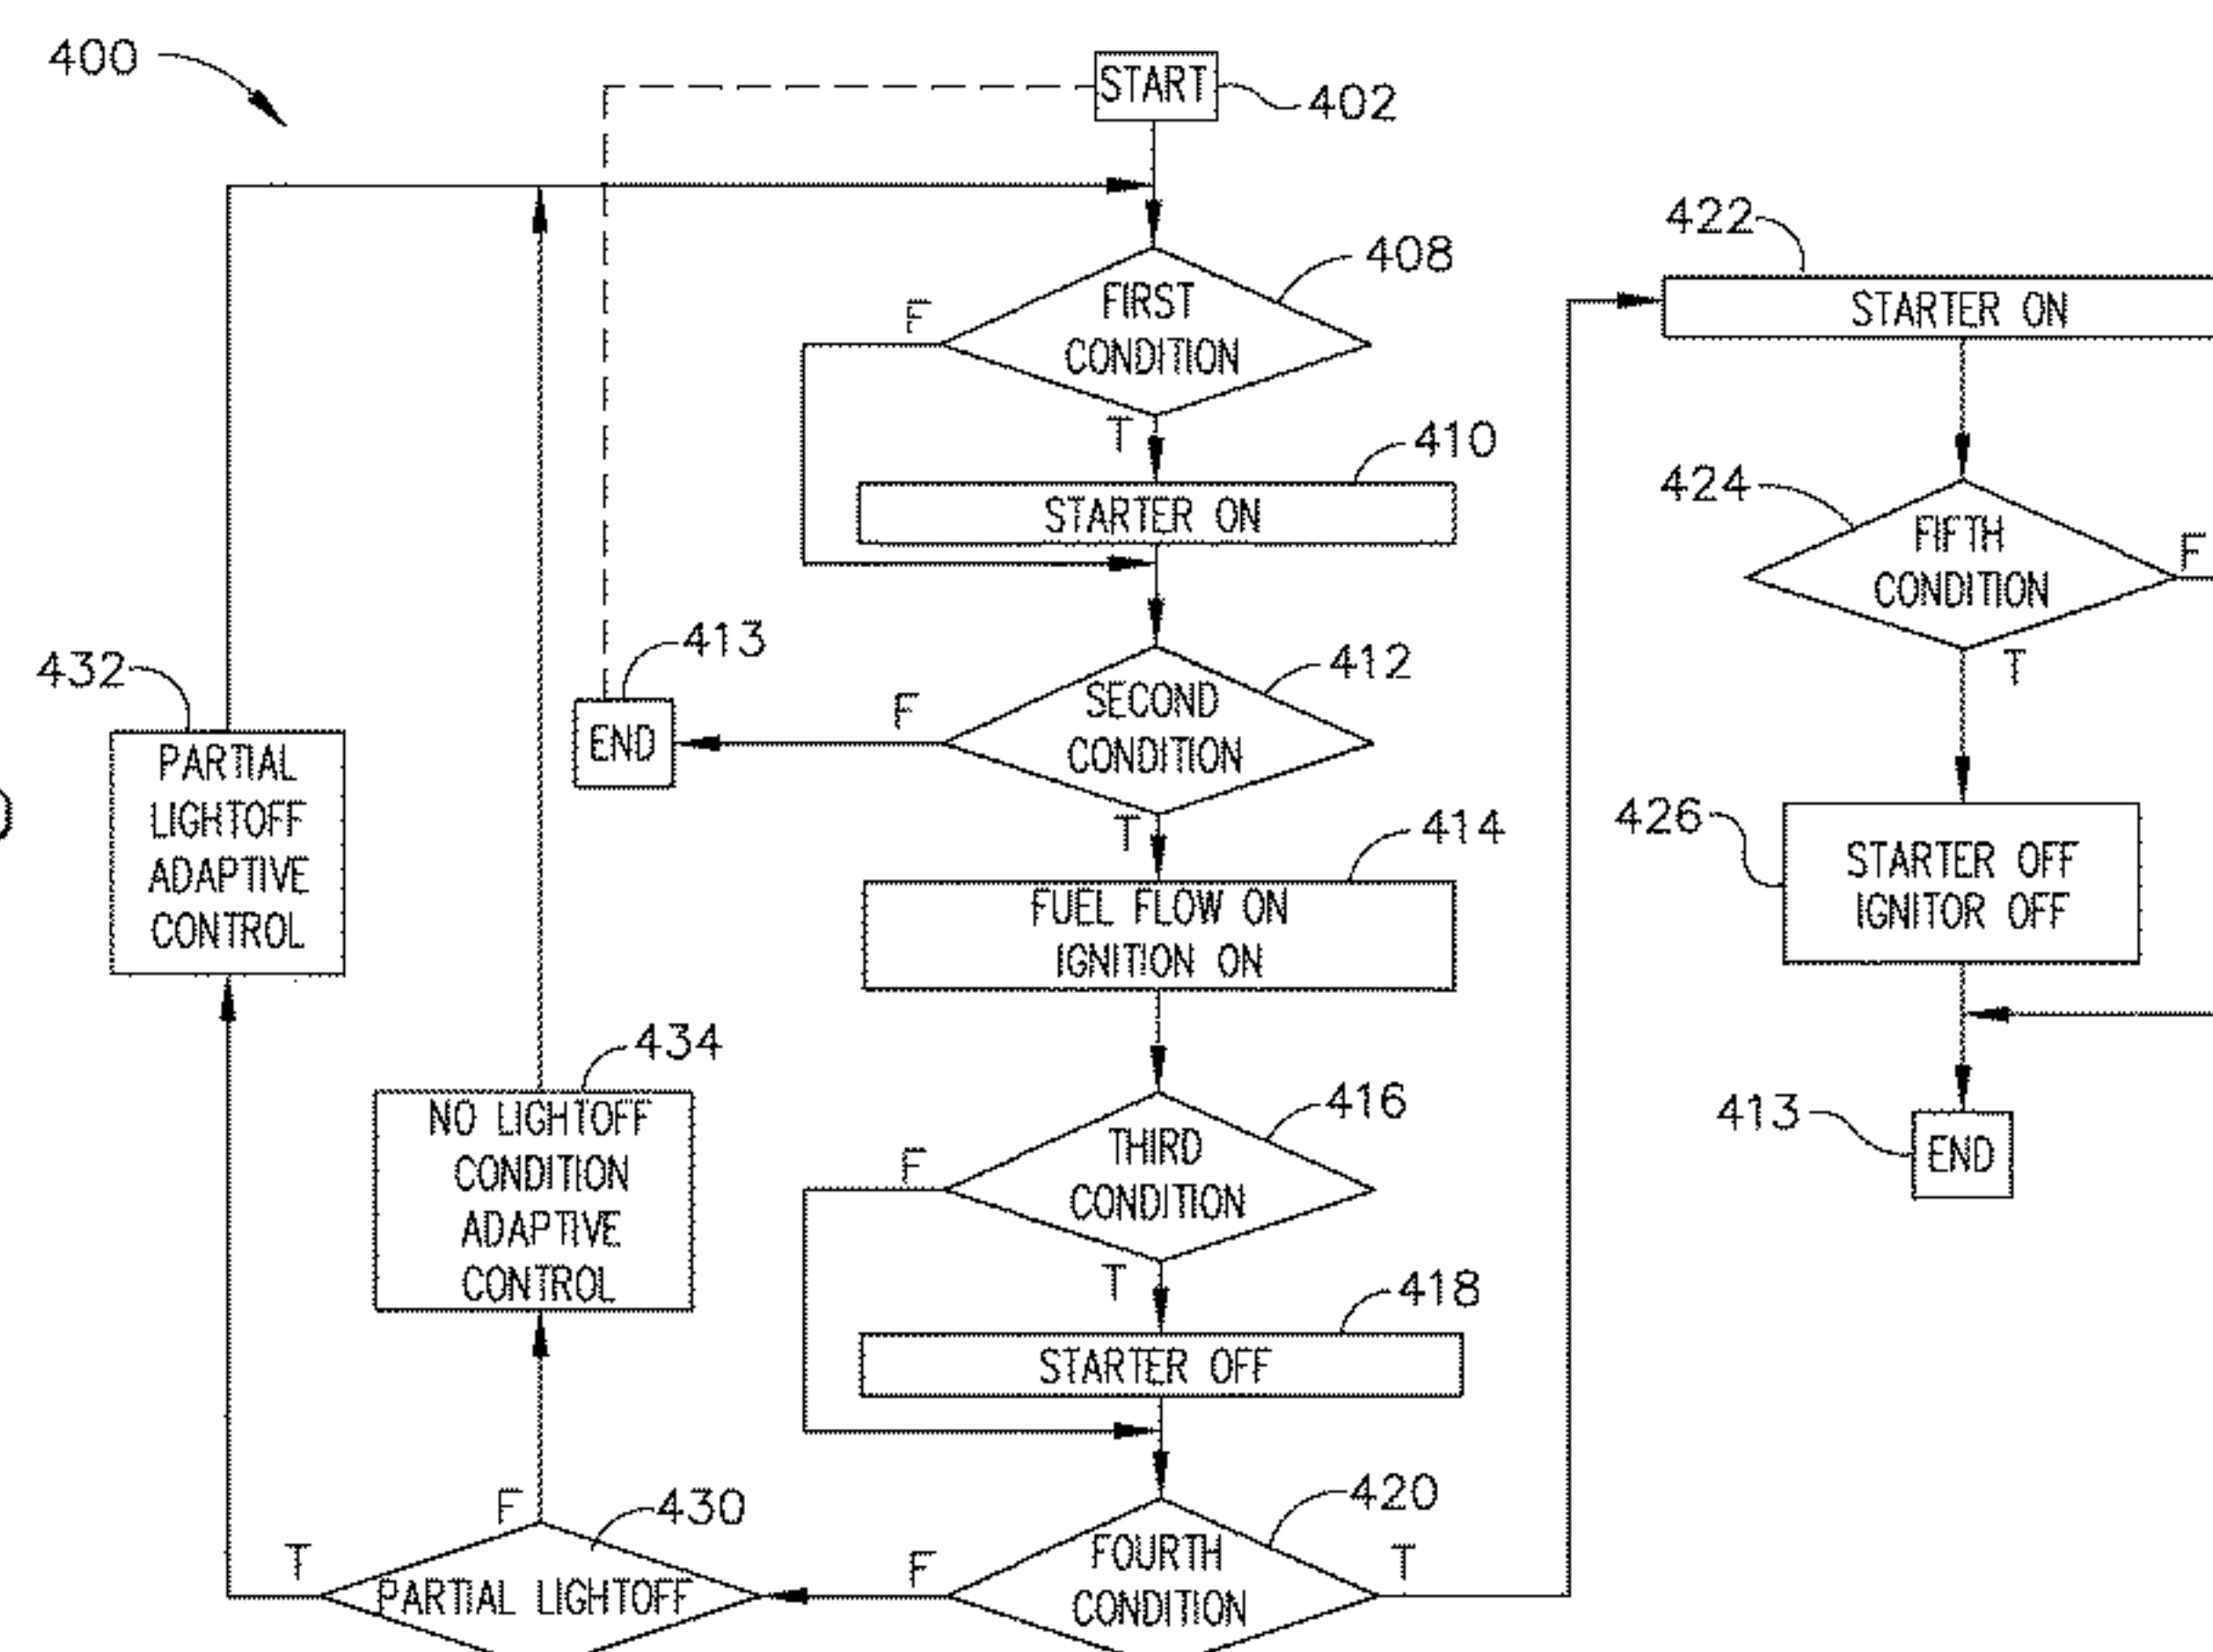 400
START
402
408
FIRST
CONDITION
F
T
410
STARTER ON
413
412
SECOND
CONDITION
F
END
T
414
FUEL FLOW ON
IGNITION ON
416
THIRD
CONDITION
F
T
418
STARTER OFF
420
FOURTH
CONDITION
F
T
430
PARTIAL LIGHTOFF
F
T
432
PARTIAL
LIGHTOFF
ADAPTIVE
CONTROL
434
NO LIGHTOFF
CONDITION
ADAPTIVE
CONTROL
422
STARTER ON
424
FIFTH
CONDITION
F
T
426
STARTER OFF
IGNITOR OFF
413
END